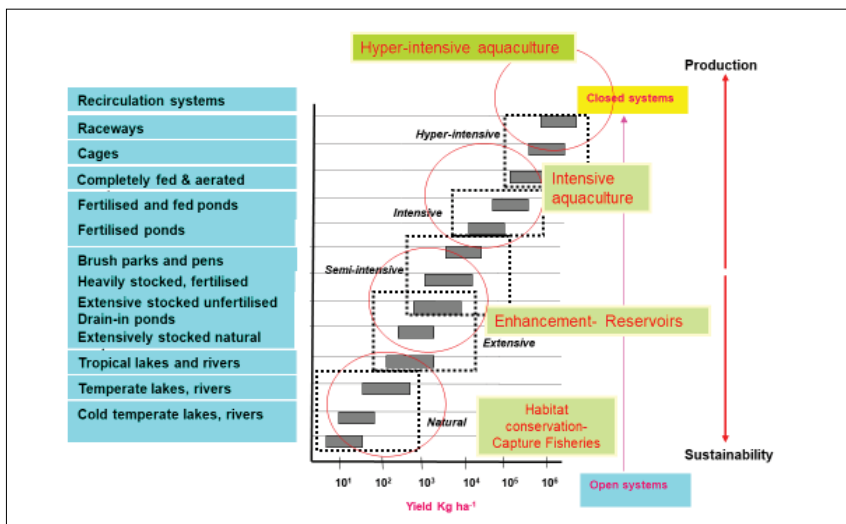 Hyper-intensive aquaculture
Production
Recirculation systems
Closed systems
Raceways
Hyper-intensive
Cages
Completely fed & aerated
Intensive
aquaculture
Fertilised and fed ponds
Intensive
Fertilised ponds
Brush parks and pens
Semi-intensive
Heavily stocked, fertilised
Extensive stocked unfertilised
Drain-in ponds
Enhancement- Reservoirs
Extensively stocked natural
Extensive
Tropical lakes and rivers
Temperate lakes, rivers
Cold temperate lakes, rivers
Natural
Habitat
conservation-
Capture Fisheries
Sustainability
10¹ 10² 10³ 10⁴ 10⁵ 10⁶
Open systems
Yield Kg ha⁻¹